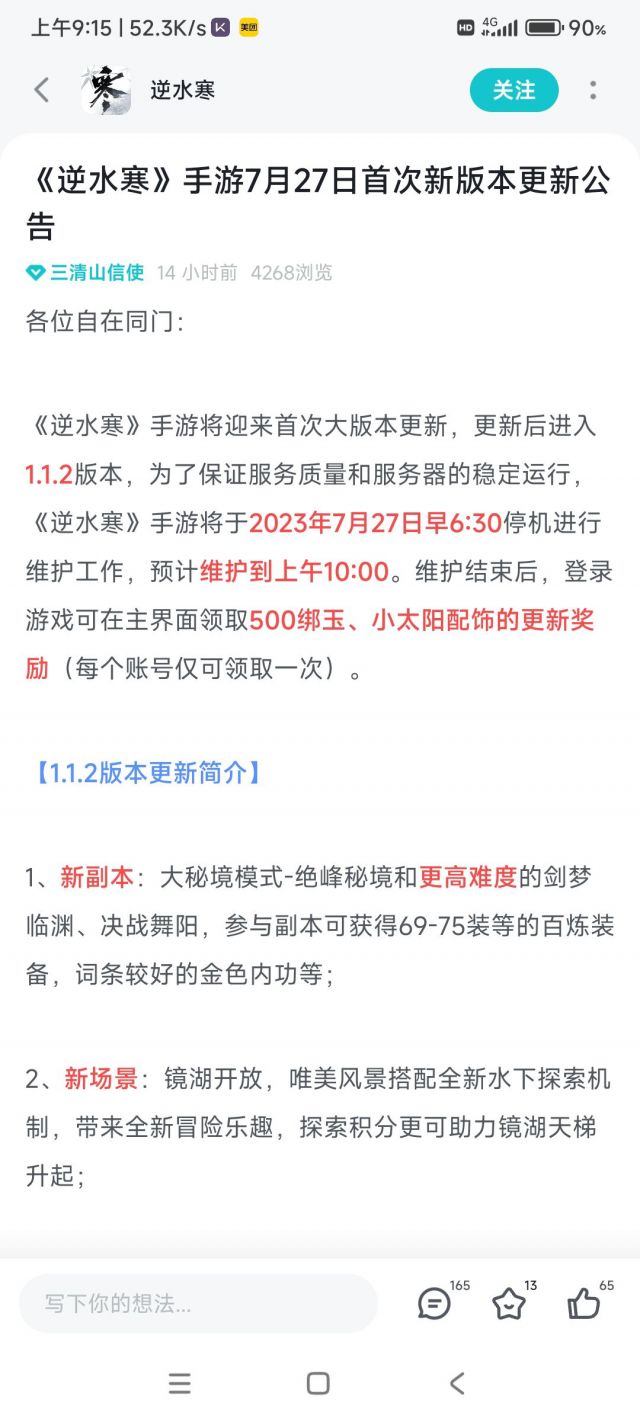 上午9:15 | 52.3K/s 美团 HD 4G 90%
逆水寒 关注
《逆水寒》手游7月27日首次新版本更新公
告
三清山信使 14 小时前 4268浏览
各位自在同门：
《逆水寒》手游将迎来首次大版本更新，更新后进入
1.1.2版本，为了保证服务质量和服务器的稳定运行，
《逆水寒》手游将于2023年7月27日早6:30停机进行
维护工作，预计维护到上午10:00。维护结束后，登录
游戏可在主界面领取500绑玉、小太阳配饰的更新奖
励（每个账号仅可领取一次）。
【1.1.2版本更新简介】
1、新副本：大秘境模式-绝峰秘境和更高难度的剑梦
临渊、决战舞阳，参与副本可获得69-75装等的百炼装
备，词条较好的金色内功等；
2、新场景：镜湖开放，唯美风景搭配全新水下探索机
制，带来全新冒险乐趣，探索积分更可助力镜湖天梯
升起；
写下你的想法... 165 13 65